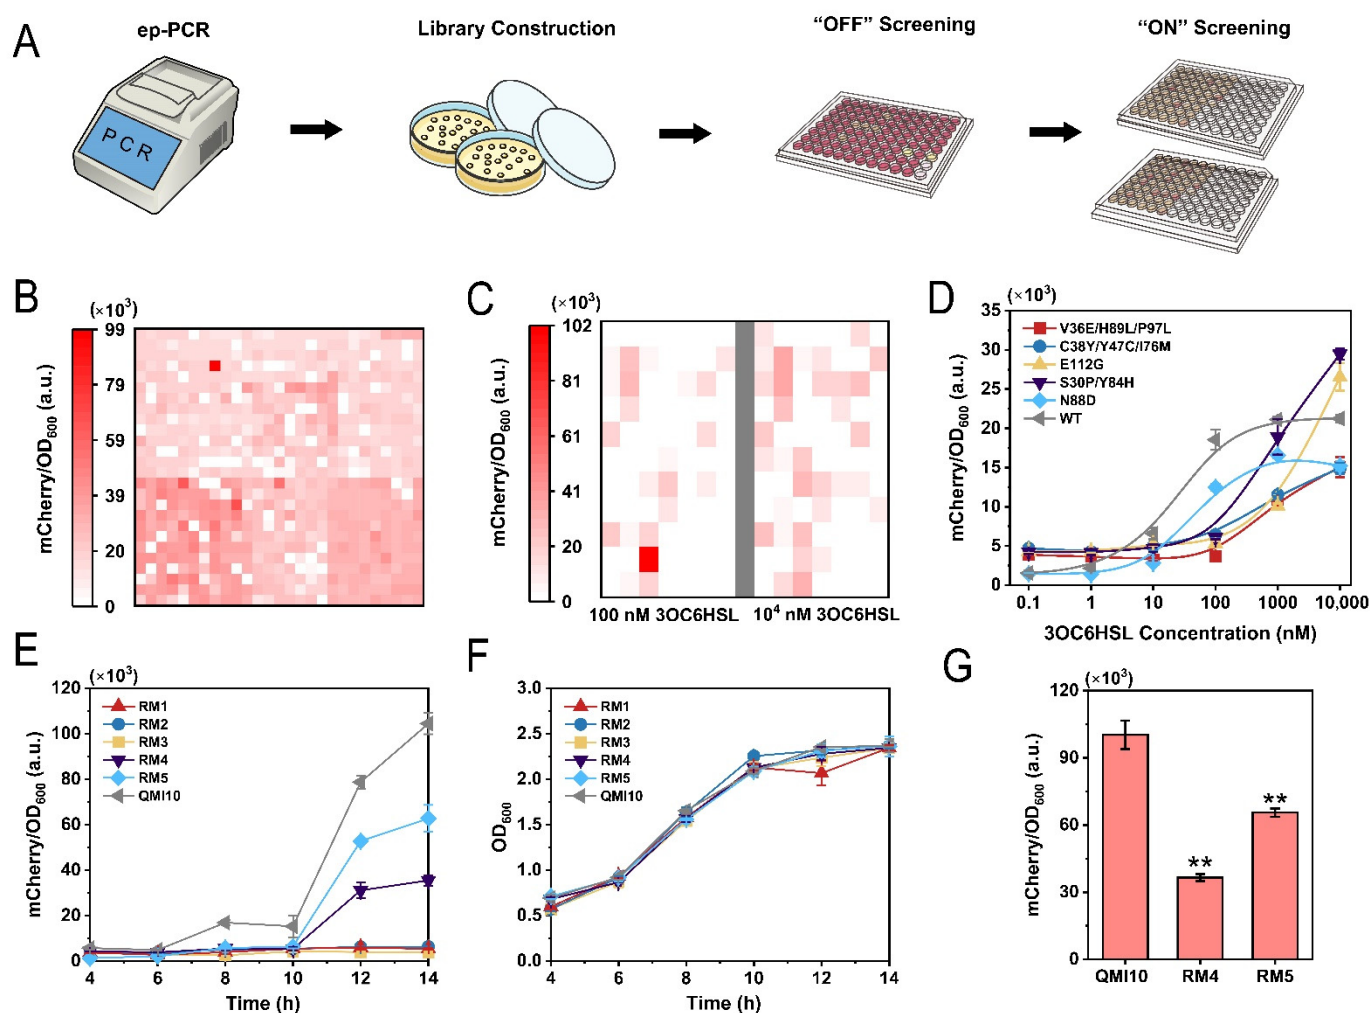 A
ep-PCR
Library Construction
“OFF” Screening
“ON” Screening
PCR
B
(×10³)
99
79
59
39
20
0
mCherry/OD₆₀₀ (a.u.)
C
(×10³)
102
81
61
41
20
0
mCherry/OD₆₀₀ (a.u.)
100 nM 3OC6HSL
10⁴ nM 3OC6HSL
D
(×10³)
35
30
25
20
15
10
5
0
mCherry/OD₆₀₀ (a.u.)
V36E/H89L/P97L
C38Y/Y47C/I76M
E112G
S30P/Y84H
N88D
WT
0.1
1
10
100
1000
10,000
3OC6HSL Concentration (nM)
E
(×10³)
120
100
80
60
40
20
0
mCherry/OD₆₀₀ (a.u.)
RM1
RM2
RM3
RM4
RM5
QMI10
4
6
8
10
12
14
Time (h)
F
3.0
2.5
2.0
1.5
1.0
0.5
0.0
OD₆₀₀
RM1
RM2
RM3
RM4
RM5
QMI10
4
6
8
10
12
14
Time (h)
G
(×10³)
120
90
60
30
0
mCherry/OD₆₀₀ (a.u.)
**
**
QMI10
RM4
RM5